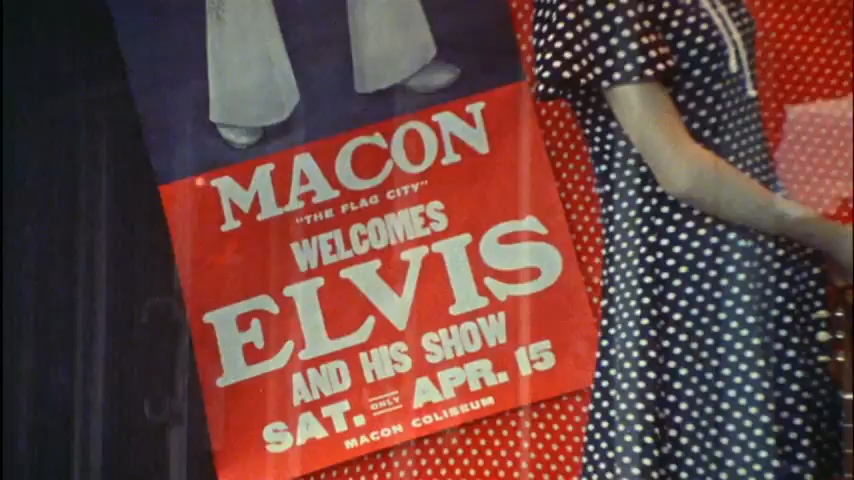 MACON
"THE FLAG CITY"
WELCOMES
ELVIS
AND HIS SHOW
SAT. ONLY APR. 15
MACON COLISEUM